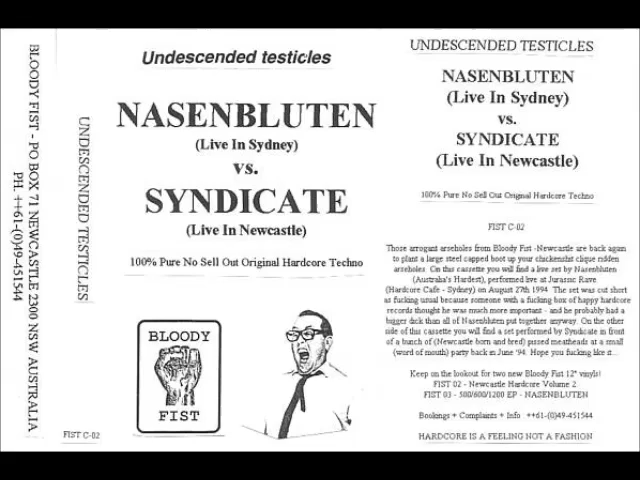 BLOODY FIST - PO BOX 71 NEWCASTLE 2300 NSW AUSTRALIA
PH. ++61-(0)49-451544
UNDESCENDED TESTICLES
FIST C-02
Undescended testicles
NASENBLUTEN
(Live In Sydney)
vs.
SYNDICATE
(Live In Newcastle)
100% Pure No Sell Out Original Hardcore Techno
BLOODY
FIST
UNDESCENDED TESTICLES
NASENBLUTEN
(Live In Sydney)
vs.
SYNDICATE
(Live In Newcastle)
100% Pure No Sell Out Original Hardcore Techno
FIST C-02
Those arrogant arseholes from Bloody Fist -Newcastle are back again
to plant a large steel capped boot up your chickenshit clique ridden
arseholes. On this cassette you will find a live set by Nasenbluten
(Australia's Hardest), performed live at Jurassic Rave
(Hardcore Cafe - Sydney) on August 27th 1994. The set was cut short
as fucking usual because someone with a fucking box of happy hardcore
records thought he was much more important - and he probably had a
bigger dick than all of Nasenbluten put together anyway. On the other
side of this cassette you will find a set performed by Syndicate in front
of a bunch of (Newcastle born and bred) pissed meatheads at a small
(word of mouth) party back in June '94. Hope you fucking like it...
Keep on the lookout for two new Bloody Fist 12" vinyls!
FIST 02 - Newcastle Hardcore Volume 2
FIST 03 - 500/600/1200 EP - NASENBLUTEN
Bookings + Complaints + Info ++61-(0)49-451544
HARDCORE IS A FEELING NOT A FASHION